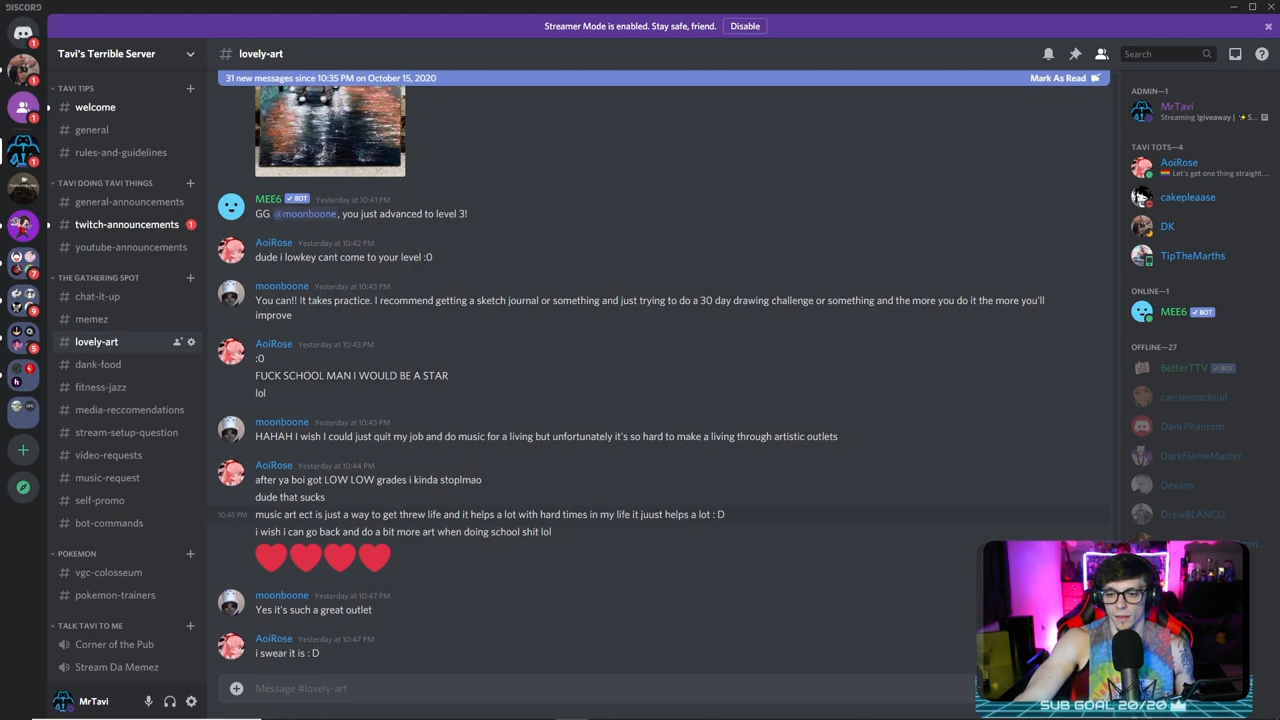 DISCORD
Streamer Mode is enabled. Stay safe, friend.
Disable
1
1
1
1
7
9
5
Tavi's Terrible Server
TAVI TIPS
welcome
general
rules-and-guidelines
TAVI DOING TAVI THINGS
general-announcements
twitch-announcements
1
youtube-announcements
THE GATHERING SPOT
chat-it-up
memez
lovely-art
dank-food
fitness-jazz
media-reccomendations
stream-setup-question
video-requests
music-request
self-promo
bot-commands
POKEMON
vgc-colosseum
pokemon-trainers
TALK TAVI TO ME
Corner of the Pub
Stream Da Memez
MrTavi
# lovely-art
Search
31 new messages since 10:35 PM on October 15, 2020
Mark As Read
MEE6 BOT Yesterday at 10:41 PM
GG @moonboone, you just advanced to level 3!
AoiRose Yesterday at 10:42 PM
dude i lowkey cant come to your level :0
moonboone Yesterday at 10:43 PM
You can!! It takes practice. I recommend getting a sketch journal or something and just trying to do a 30 day drawing challenge or something and the more you do it the more you'll
improve
AoiRose Yesterday at 10:43 PM
:0
FUCK SCHOOL MAN I WOULD BE A STAR
lol
moonboone Yesterday at 10:43 PM
HAHAH I wish I could just quit my job and do music for a living but unfortunately it's so hard to make a living through artistic outlets
AoiRose Yesterday at 10:44 PM
after ya boi got LOW LOW grades i kinda stoplmao
dude that sucks
10:45 PM music art ect is just a way to get threw life and it helps a lot with hard times in my life it juust helps a lot : D
i wish i can go back and do a bit more art when doing school shit lol
moonboone Yesterday at 10:47 PM
Yes it's such a great outlet
AoiRose Yesterday at 10:47 PM
i swear it is : D
Message #lovely-art
ADMIN—1
MrTavi
Streaming !giveaway | ✨ S...
TAVI TOTS—4
AoiRose
Let's get one thing straight....
cakepleaase
DK
TipTheMarths
ONLINE—1
MEE6 BOT
OFFLINE—27
BetterTTV BOT
carrieonacloud
Dani Phantom
DarkFlameMaster
Devans
DrewBLANCO
SUB GOAL 20/20